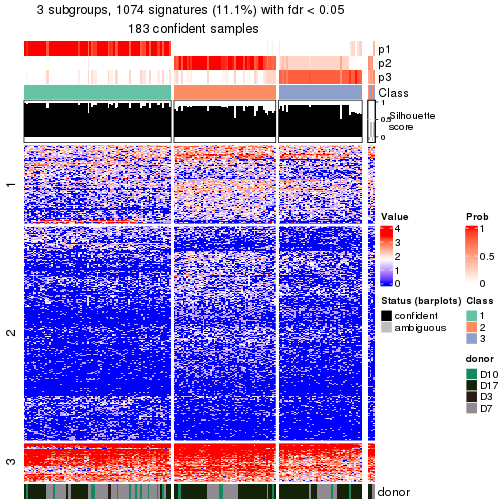 3 subgroups, 1074 signatures (11.1%) with fdr < 0.05
183 confident samples
p1
p2
p3
Class
1
0.5
0
Silhouette
score
1
2
3
donor
Value
4
3
2
1
0
Prob
1
0.5
0
Status (barplots)
confident
ambiguous
Class
1
2
3
donor
D10
D17
D3
D7